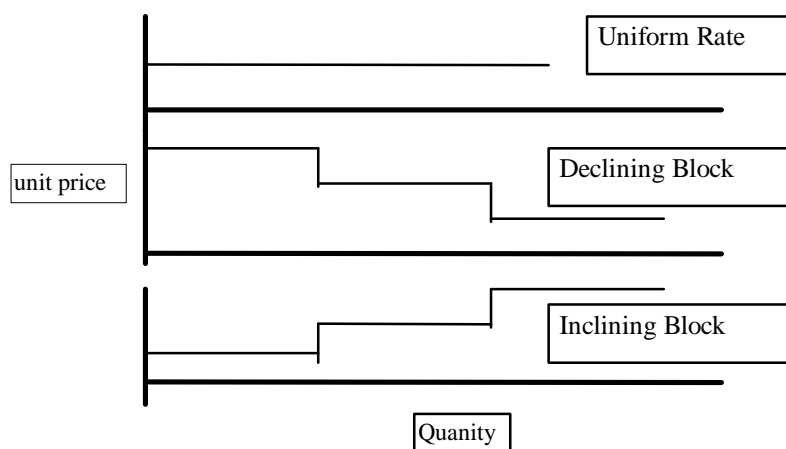 Uniform Rate
unit price
Declining Block
Inclining Block
Quanity